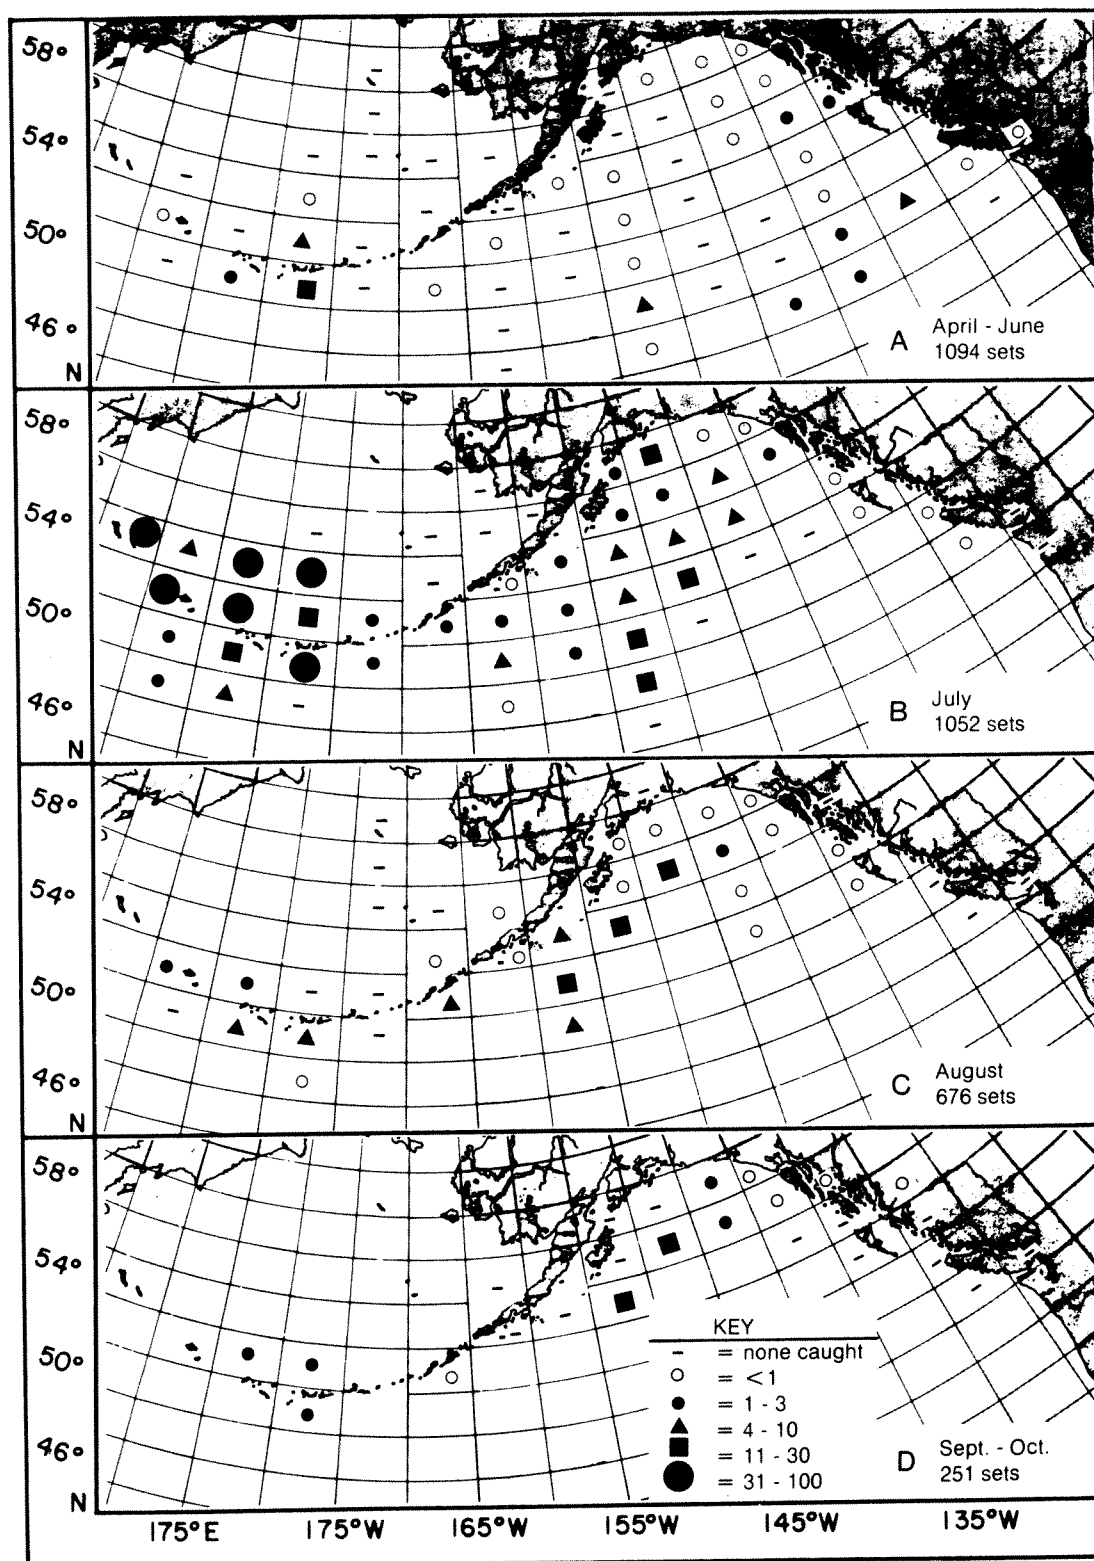 58°
54°
50°
46°
N
A April - June
1094 sets
58°
54°
50°
46°
N
B July
1052 sets
58°
54°
50°
46°
N
C August
676 sets
58°
54°
50°
46°
N
KEY
- = none caught
○ = <1
● = 1 - 3
▲ = 4 - 10
■ = 11 - 30
● = 31 - 100
D Sept. - Oct.
251 sets
175°E 175°W 165°W 155°W 145°W 135°W